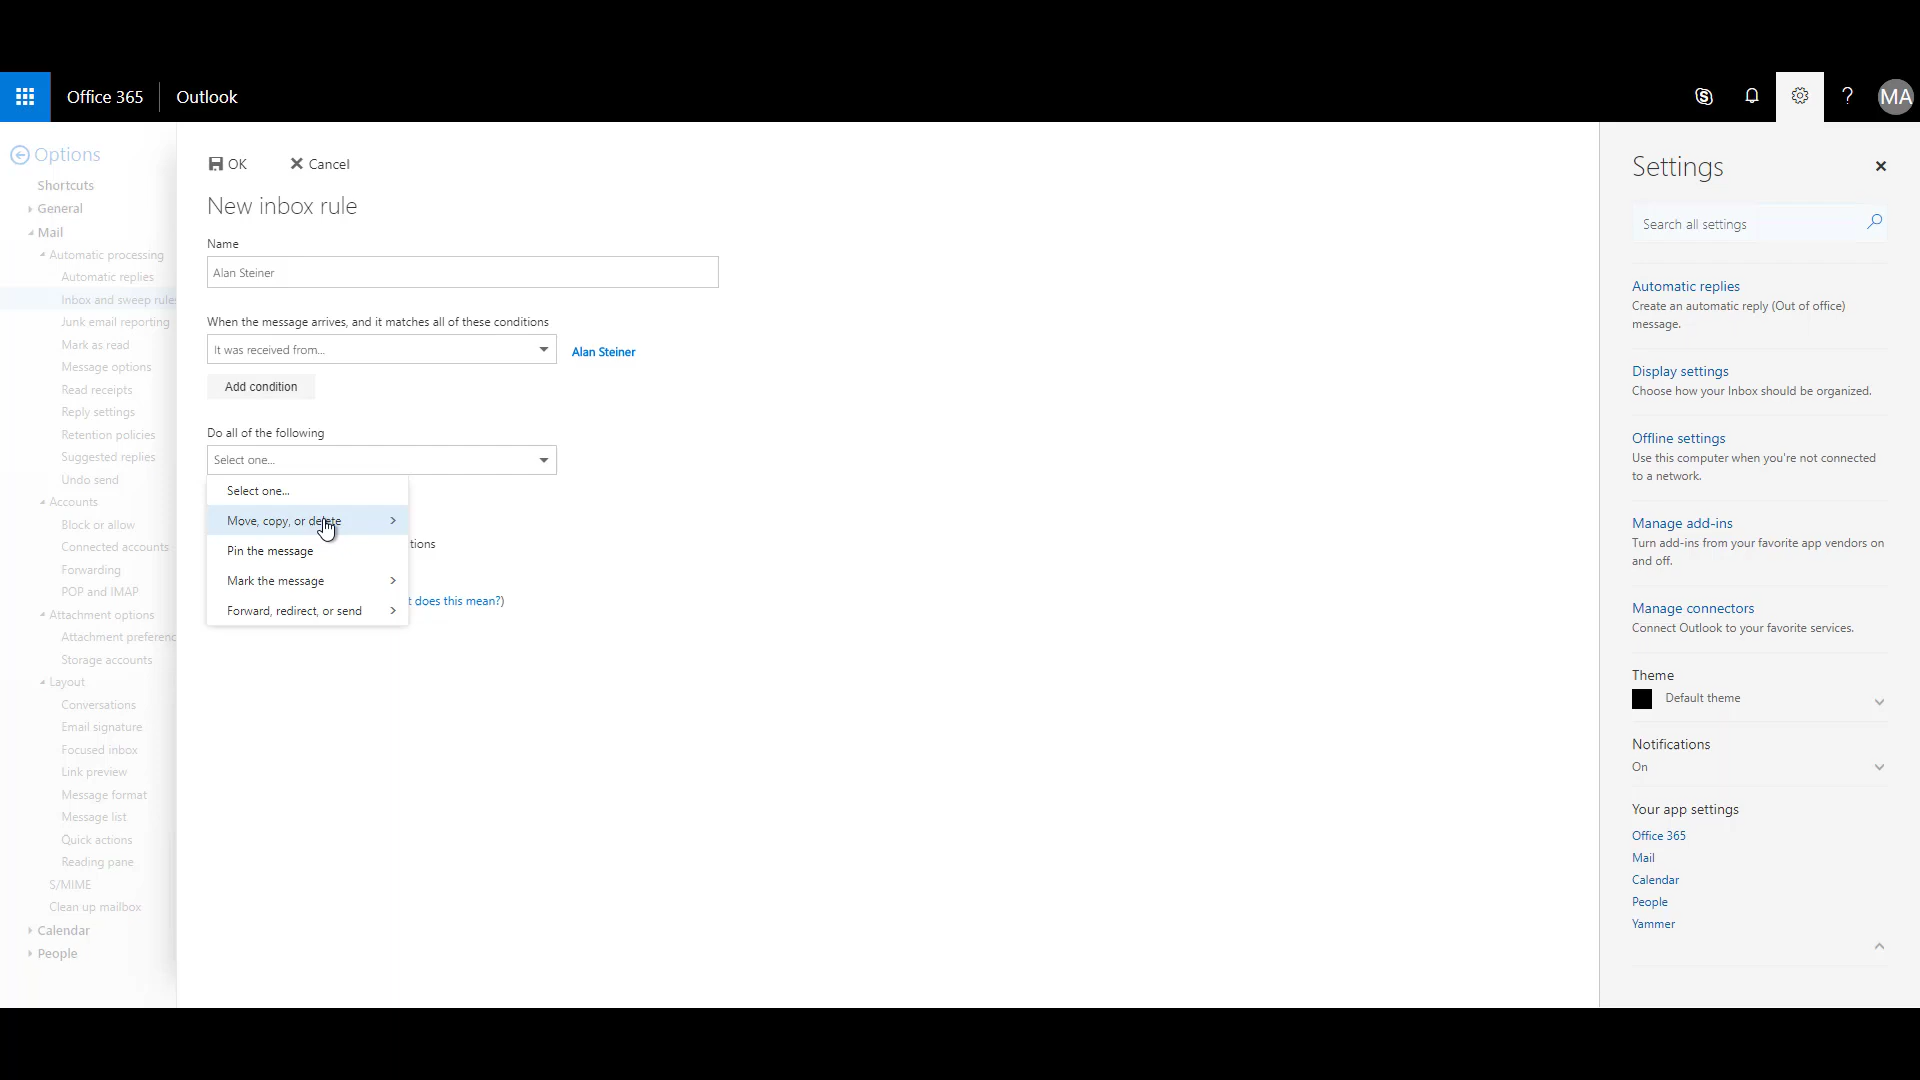 Office 365 Outlook MA
Options
Shortcuts
General
Mail
Automatic processing
Automatic replies
Inbox and sweep rules
Junk email reporting
Mark as read
Message options
Read receipts
Reply settings
Retention policies
Suggested replies
Undo send
Accounts
Block or allow
Connected accounts
Forwarding
POP and IMAP
Attachment options
Attachment preferenc
Storage accounts
Layout
Conversations
Email signature
Focused inbox
Link preview
Message format
Message list
Quick actions
Reading pane
S/MIME
Clean up mailbox
Calendar
People
OK Cancel
New inbox rule
Name
Alan Steiner
When the message arrives, and it matches all of these conditions
It was received from... Alan Steiner
Add condition
Do all of the following
Select one...
Select one...
Move, copy, or delete
Pin the message
Mark the message
Forward, redirect, or send
tions
t does this mean?)
Settings
Search all settings
Automatic replies
Create an automatic reply (Out of office)
message.
Display settings
Choose how your Inbox should be organized.
Offline settings
Use this computer when you're not connected
to a network.
Manage add-ins
Turn add-ins from your favorite app vendors on
and off.
Manage connectors
Connect Outlook to your favorite services.
Theme
Default theme
Notifications
On
Your app settings
Office 365
Mail
Calendar
People
Yammer